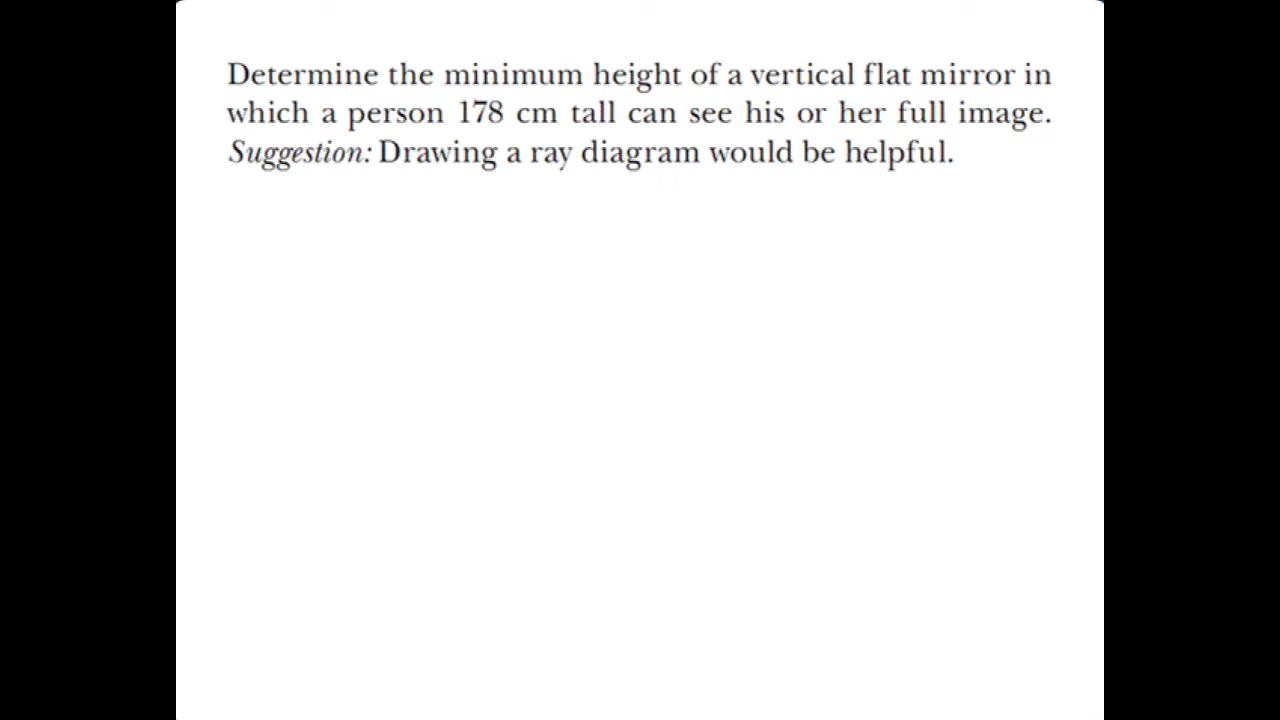 Determine the minimum height of a vertical flat mirror in
which a person 178 cm tall can see his or her full image.
Suggestion: Drawing a ray diagram would be helpful.